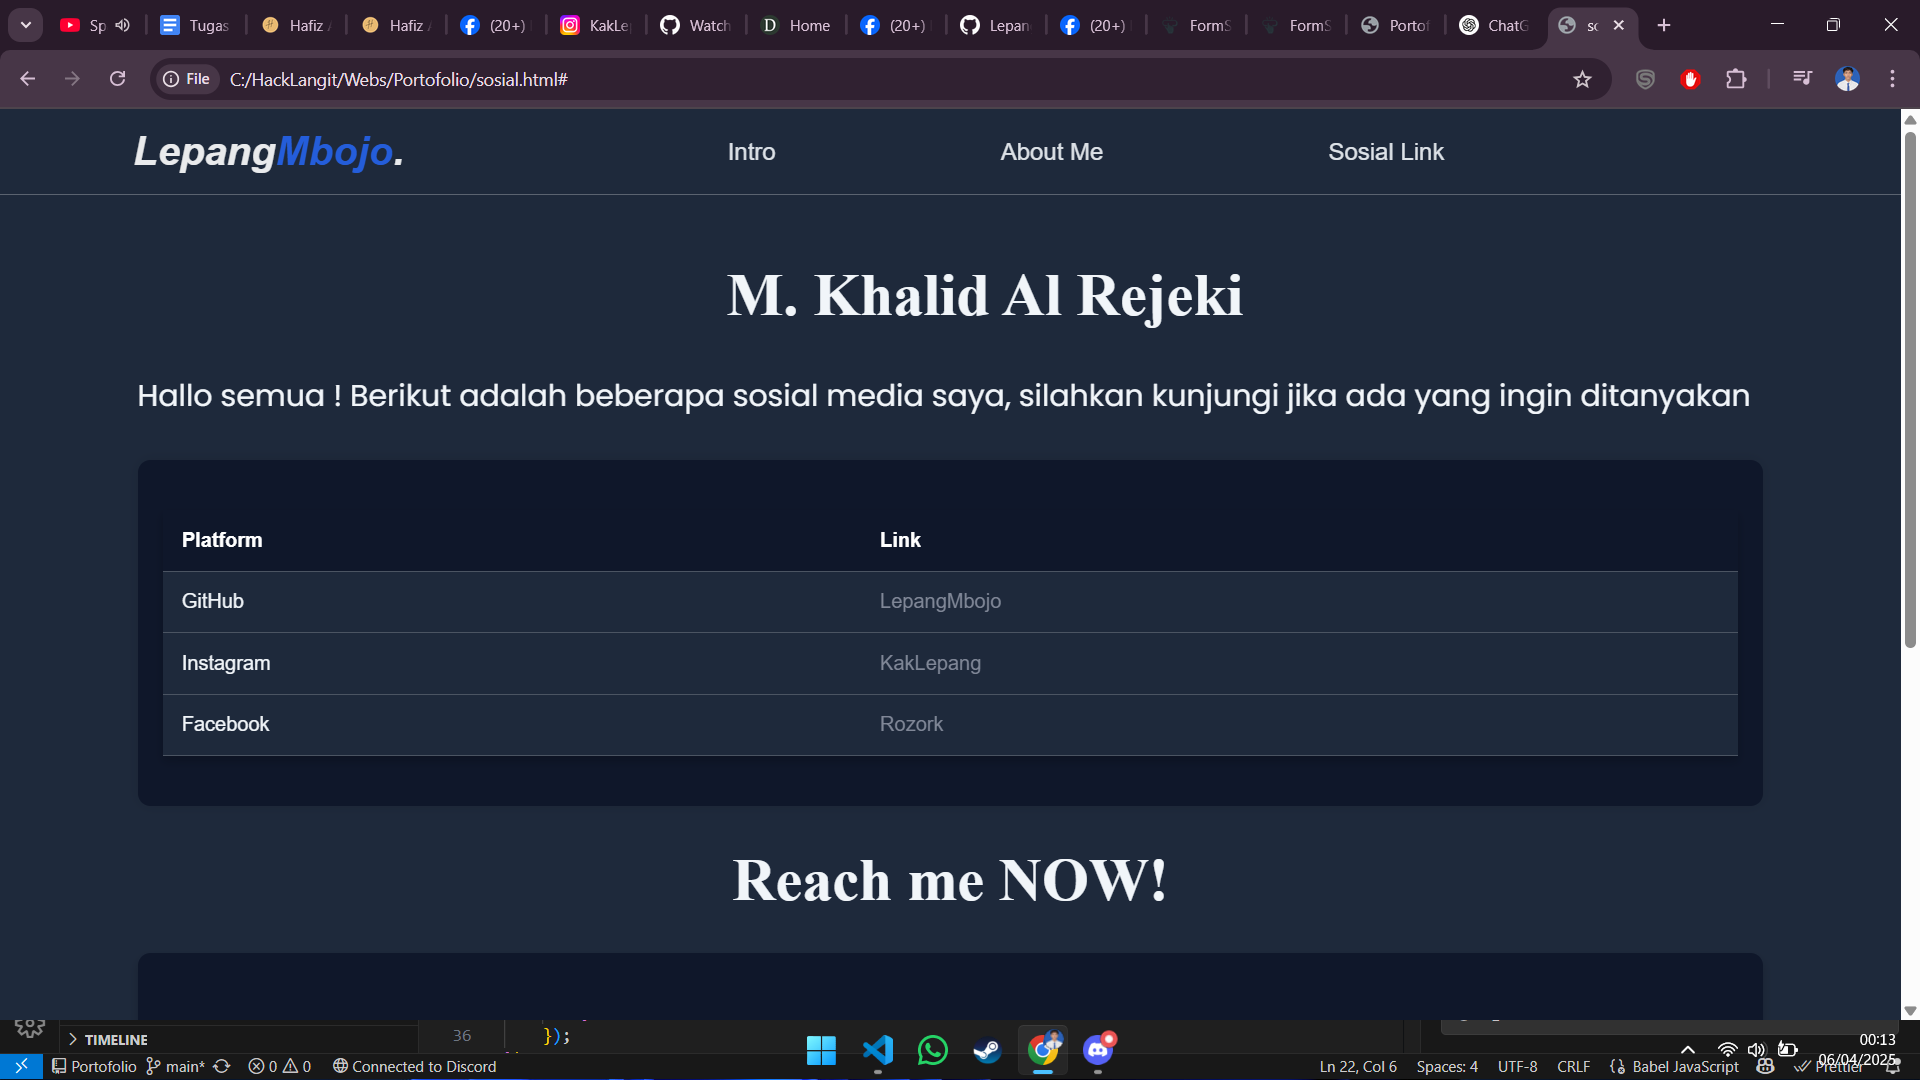 Sp
Tugas
Hafiz
Hafiz
(20+)
KakLe
Watch
Home
(20+)
Lepan
(20+)
FormS
FormS
Portof
ChatG
File
C:/HackLangit/Webs/Portofolio/sosial.html#
LepangMbojo.
Intro
About Me
Sosial Link
M. Khalid Al Rejeki
Hallo semua ! Berikut adalah beberapa sosial media saya, silahkan kunjungi jika ada yang ingin ditanyakan
Platform Link
GitHub LepangMbojo
Instagram KakLepang
Facebook Rozork
Reach me NOW!
TIMELINE
36 });
Portofolio main* 0 0 Connected to Discord
Ln 22, Col 6 Spaces: 4 UTF-8 CRLF Babel JavaScript Prettier
00:13
06/04/2025